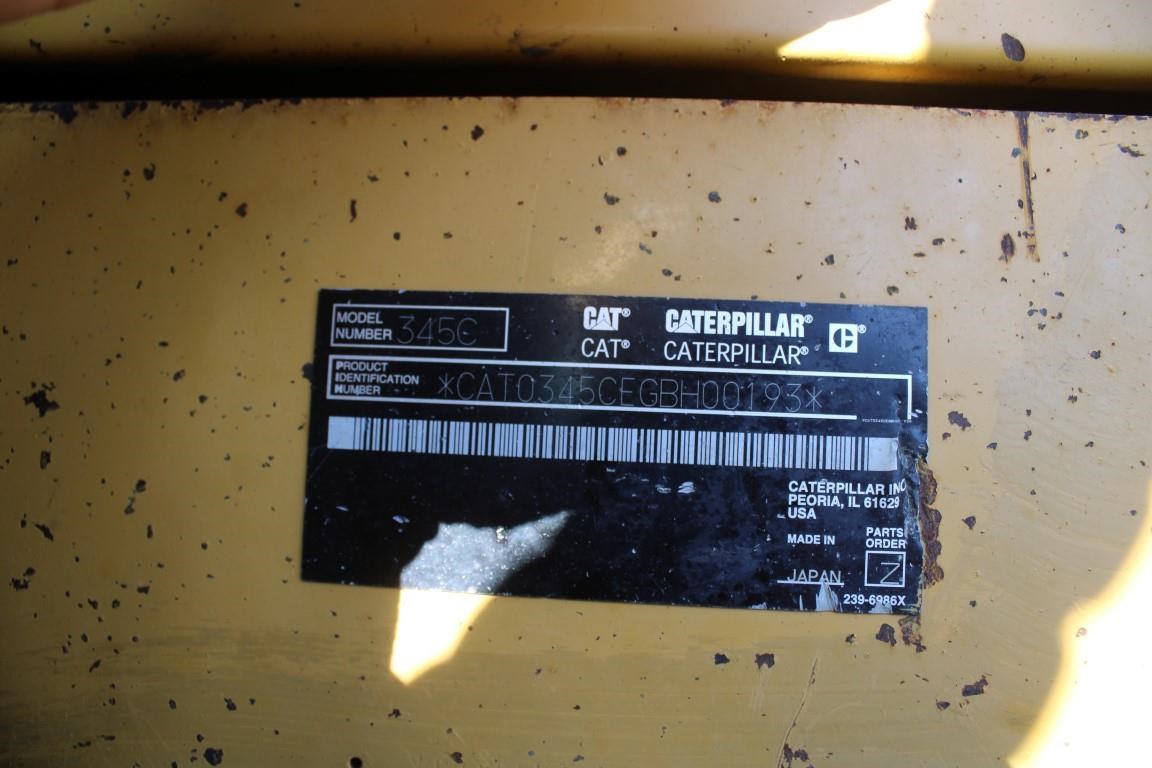 MODEL
NUMBER 345C
CAT® CATERPILLAR® C®
CAT® CATERPILLAR®
PRODUCT
IDENTIFICATION
NUMBER *CAT0345CEGBH00193*
CATERPILLAR INC
PEORIA, IL 61629
USA
MADE IN
JAPAN
PARTS
ORDER
Z
239-6986X